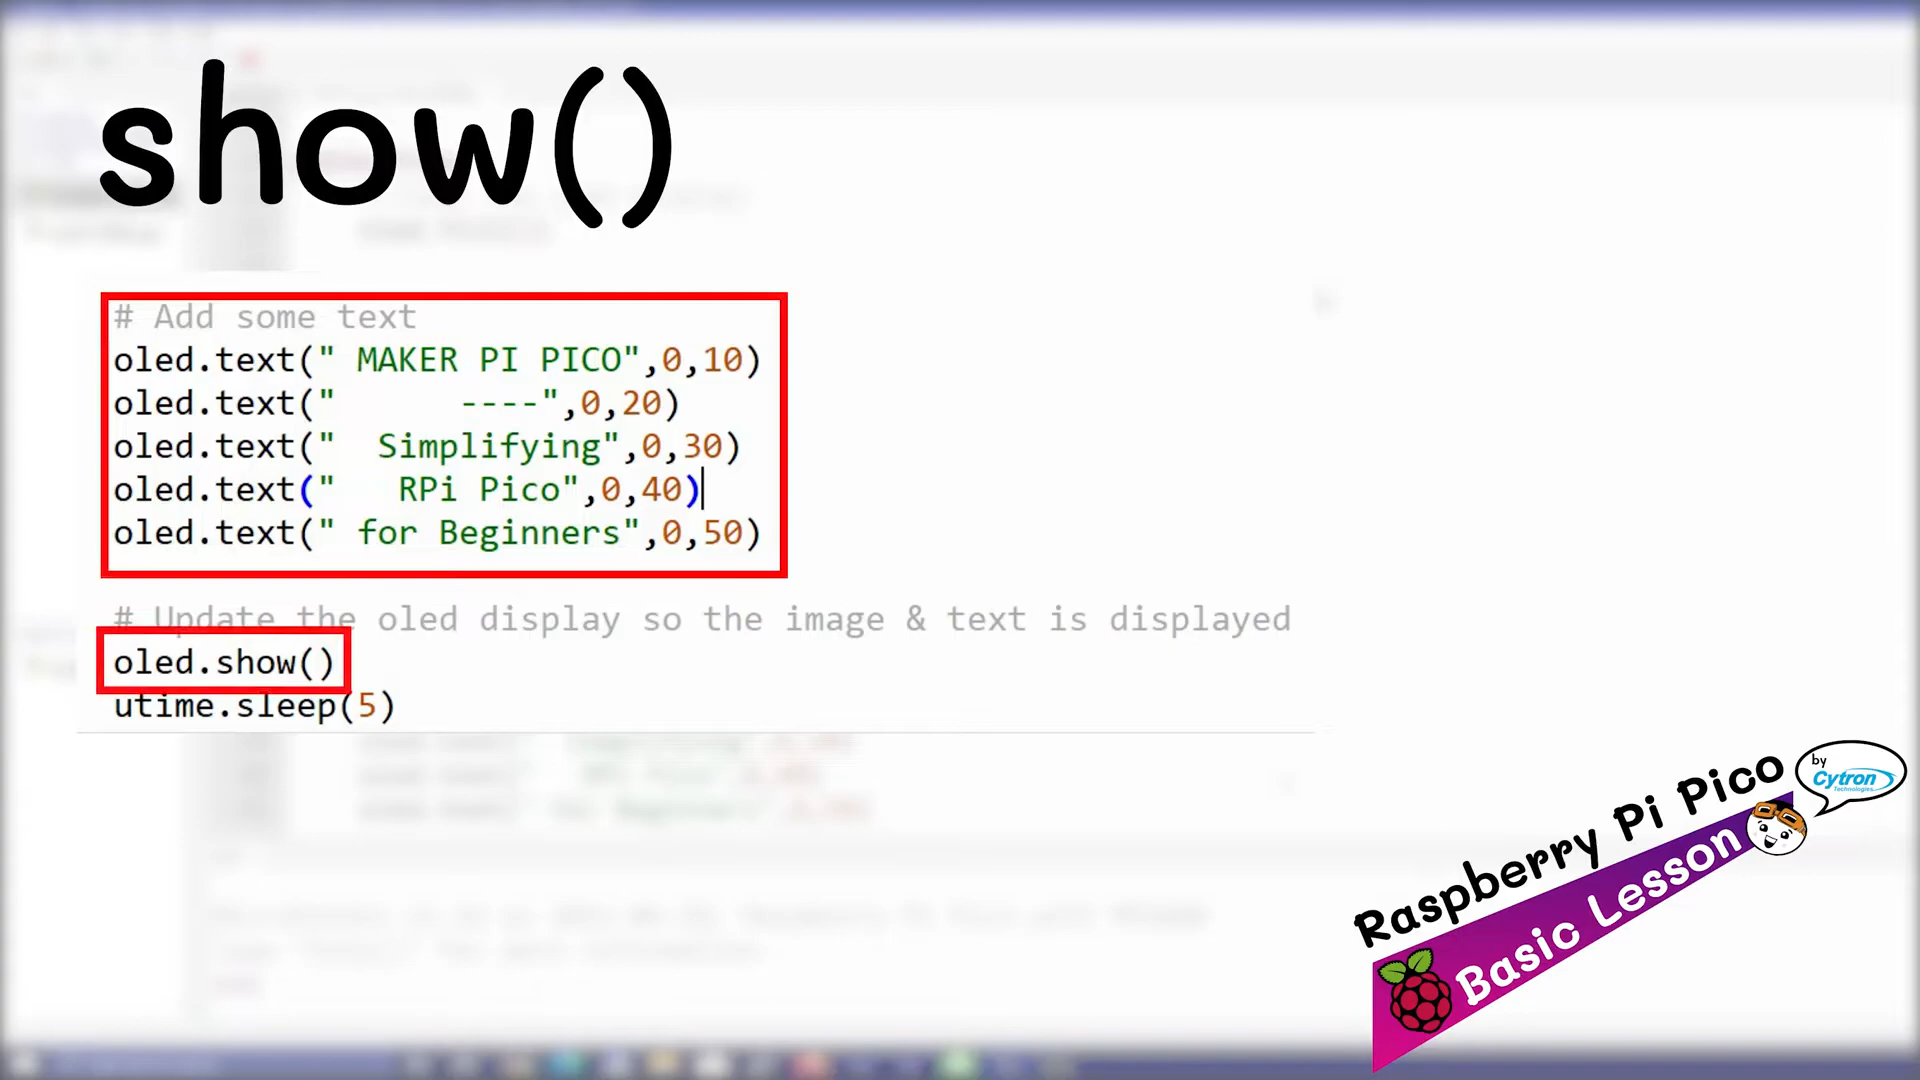 show()
# Add some text
oled.text(" MAKER PI PICO",0,10)
oled.text("      ----",0,20)
oled.text("  Simplifying",0,30)
oled.text("   RPi Pico",0,40)
oled.text(" for Beginners",0,50)
# Update the oled display so the image & text is displayed
oled.show()
utime.sleep(5)
Raspberry Pi Pico
Basic Lesson
by
Cytron
Technologies